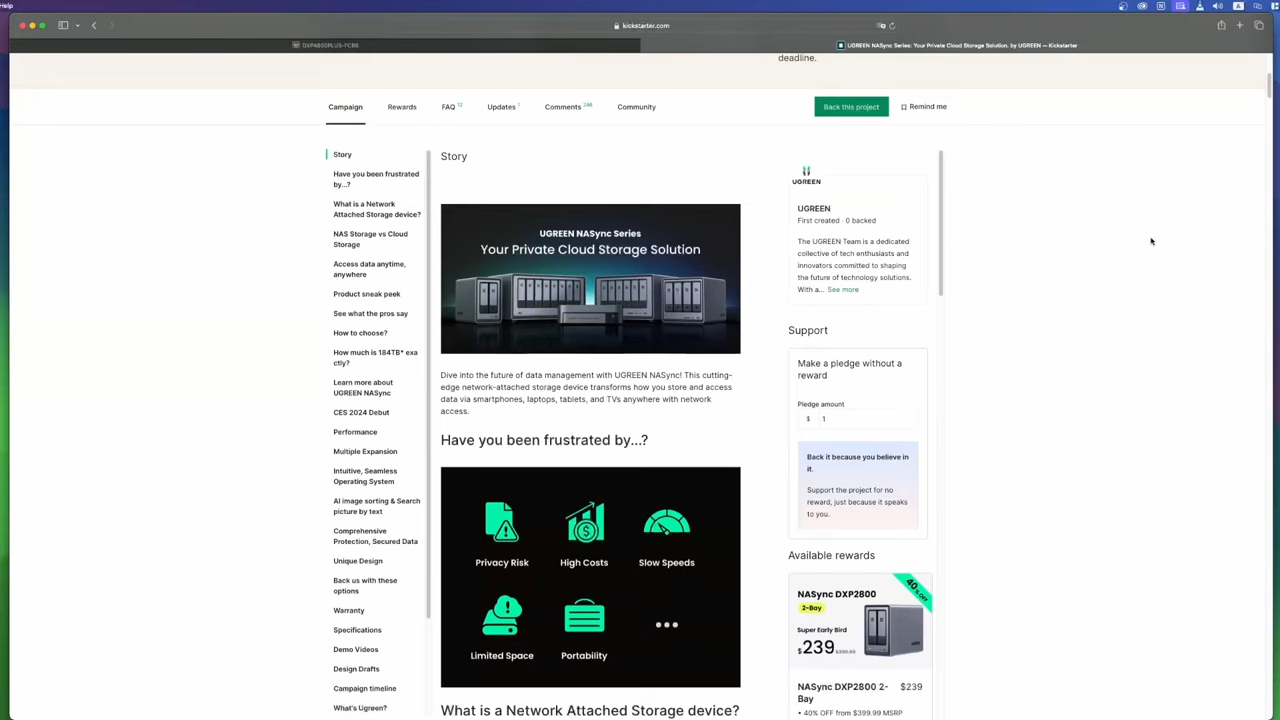 Help
kickstarter.com
DXP4800PLUS-FCB6
UGREEN NASync Series: Your Private Cloud Storage Solution. by UGREEN — Kickstarter
deadline.
Campaign
Rewards
FAQ 12
Updates 1
Comments 246
Community
Back this project
Remind me
Story
Have you been frustrated
by...?
What is a Network
Attached Storage device?
NAS Storage vs Cloud
Storage
Access data anytime,
anywhere
Product sneak peek
See what the pros say
How to choose?
How much is 184TB* exa
ctly?
Learn more about
UGREEN NASync
CES 2024 Debut
Performance
Multiple Expansion
Intuitive, Seamless
Operating System
AI image sorting & Search
picture by text
Comprehensive
Protection, Secured Data
Unique Design
Back us with these
options
Warranty
Specifications
Demo Videos
Design Drafts
Campaign timeline
What's Ugreen?
Story
UGREEN NASync Series
Your Private Cloud Storage Solution
Dive into the future of data management with UGREEN NASync! This cutting-
edge network-attached storage device transforms how you store and access
data via smartphones, laptops, tablets, and TVs anywhere with network
access.
Have you been frustrated by...?
Privacy Risk
High Costs
Slow Speeds
Limited Space
Portability
What is a Network Attached Storage device?
UGREEN
UGREEN
First created · 0 backed
The UGREEN Team is a dedicated
collective of tech enthusiasts and
innovators committed to shaping
the future of technology solutions.
With a... See more
Support
Make a pledge without a
reward
Pledge amount
$ 1
Back it because you believe in
it.
Support the project for no
reward, just because it speaks
to you.
Available rewards
40% OFF
NASync DXP2800
2-Bay
Super Early Bird
$239 $399.99
NASync DXP2800 2-
Bay
$239
• 40% OFF from $399.99 MSRP